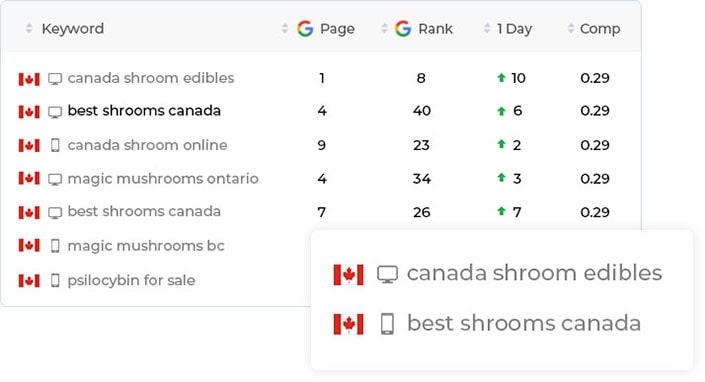 Keyword Page Rank 1 Day Comp
canada shroom edibles 1 8 10 0.29
best shrooms canada 4 40 6 0.29
canada shroom online 9 23 2 0.29
magic mushrooms ontario 4 34 3 0.29
best shrooms canada 7 26 7 0.29
magic mushrooms bc
psilocybin for sale
canada shroom edibles
best shrooms canada